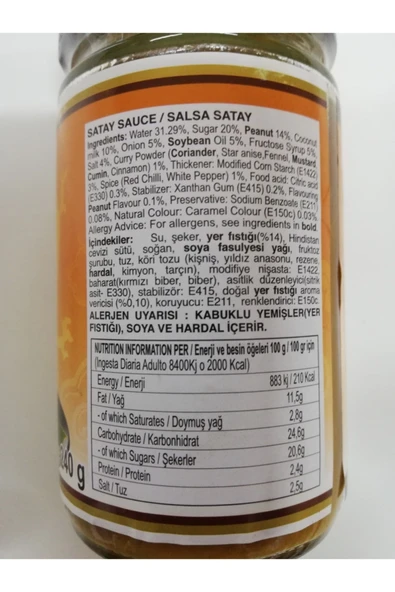 SATAY SAUCE / SALSA SATAY
Ingredients: Water 31.29%, Sugar 20%, Peanut 14%, Coconut
milk 10%, Onion 5%, Soybean Oil 5%, Fructose Syrup 5%,
Salt 4%, Curry Powder (Coriander, Star anise,Fennel, Mustard,
Cumin, Cinnamon) 1%, Thickener: Modified Corn Starch (E1422)
3%, Spice (Red Chilli, White Pepper) 1%, Food acid: Citric acid
(E330) 0.3%, Stabilizer: Xanthan Gum (E415) 0.2%, Flavouring:
Peanut Flavour 0.1%, Preservative: Sodium Benzoate (E211)
0.08%, Natural Colour: Caramel Colour (E150c) 0.03%.
Allergy Advice: For allergens, see ingredients in bold.
İçindekiler: Su, şeker, yer fıstığı(%14), Hindistan
cevizi sütü, soğan, soya fasulyesi yağı, fruktoz
şurubu, tuz, köri tozu (kişniş, yıldız anasonu, rezene,
hardal, kimyon, tarçın), modifiye nişasta: E1422,
baharat(kırmızı biber, biber), asitlik düzenleyici(sitrik
asit- E330), stabilizör: E415, doğal yer fıstığı aroma
vericisi (%0,10), koruyucu: E211, renklendirici: E150c.
ALERJEN UYARISI : KABUKLU YEMİŞLER(YER
FISTIĞI), SOYA VE HARDAL İÇERİR.
NUTRITION INFORMATION PER / Enerji ve besin öğeleri 100 g / 100 gr için
(Ingesta Diaria Adulto 8400Kj o 2000 Kcal)
Energy / Enerji 883 kj / 210 Kcal
Fat / Yağ 11,5g
- of which Saturates / Doymuş yağ 2,8g
Carbohydrate / Karbonhidrat 24,6g
- of which Sugars / Şekerler 20,6g
Protein / Protein 2,4g
Salt / Tuz 2,5g
40 g